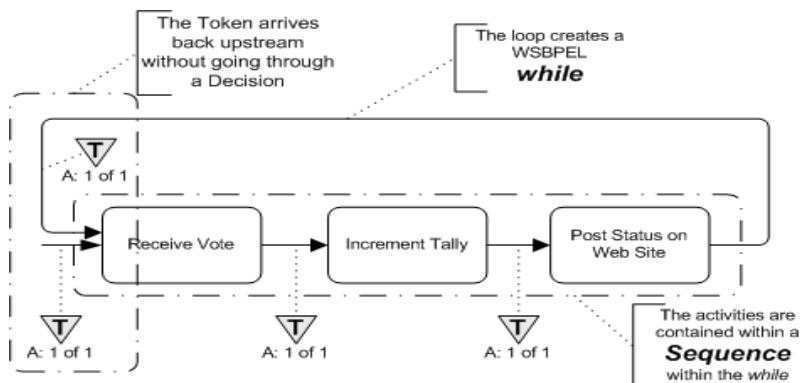 The Token arrives
back upstream
without going through
a Decision
The loop creates a
WSBPEL
while
T
A: 1 of 1
Receive Vote
Increment Tally
Post Status on
Web Site
T
A: 1 of 1
T
A: 1 of 1
T
A: 1 of 1
The activities are
contained within a
Sequence
within the while